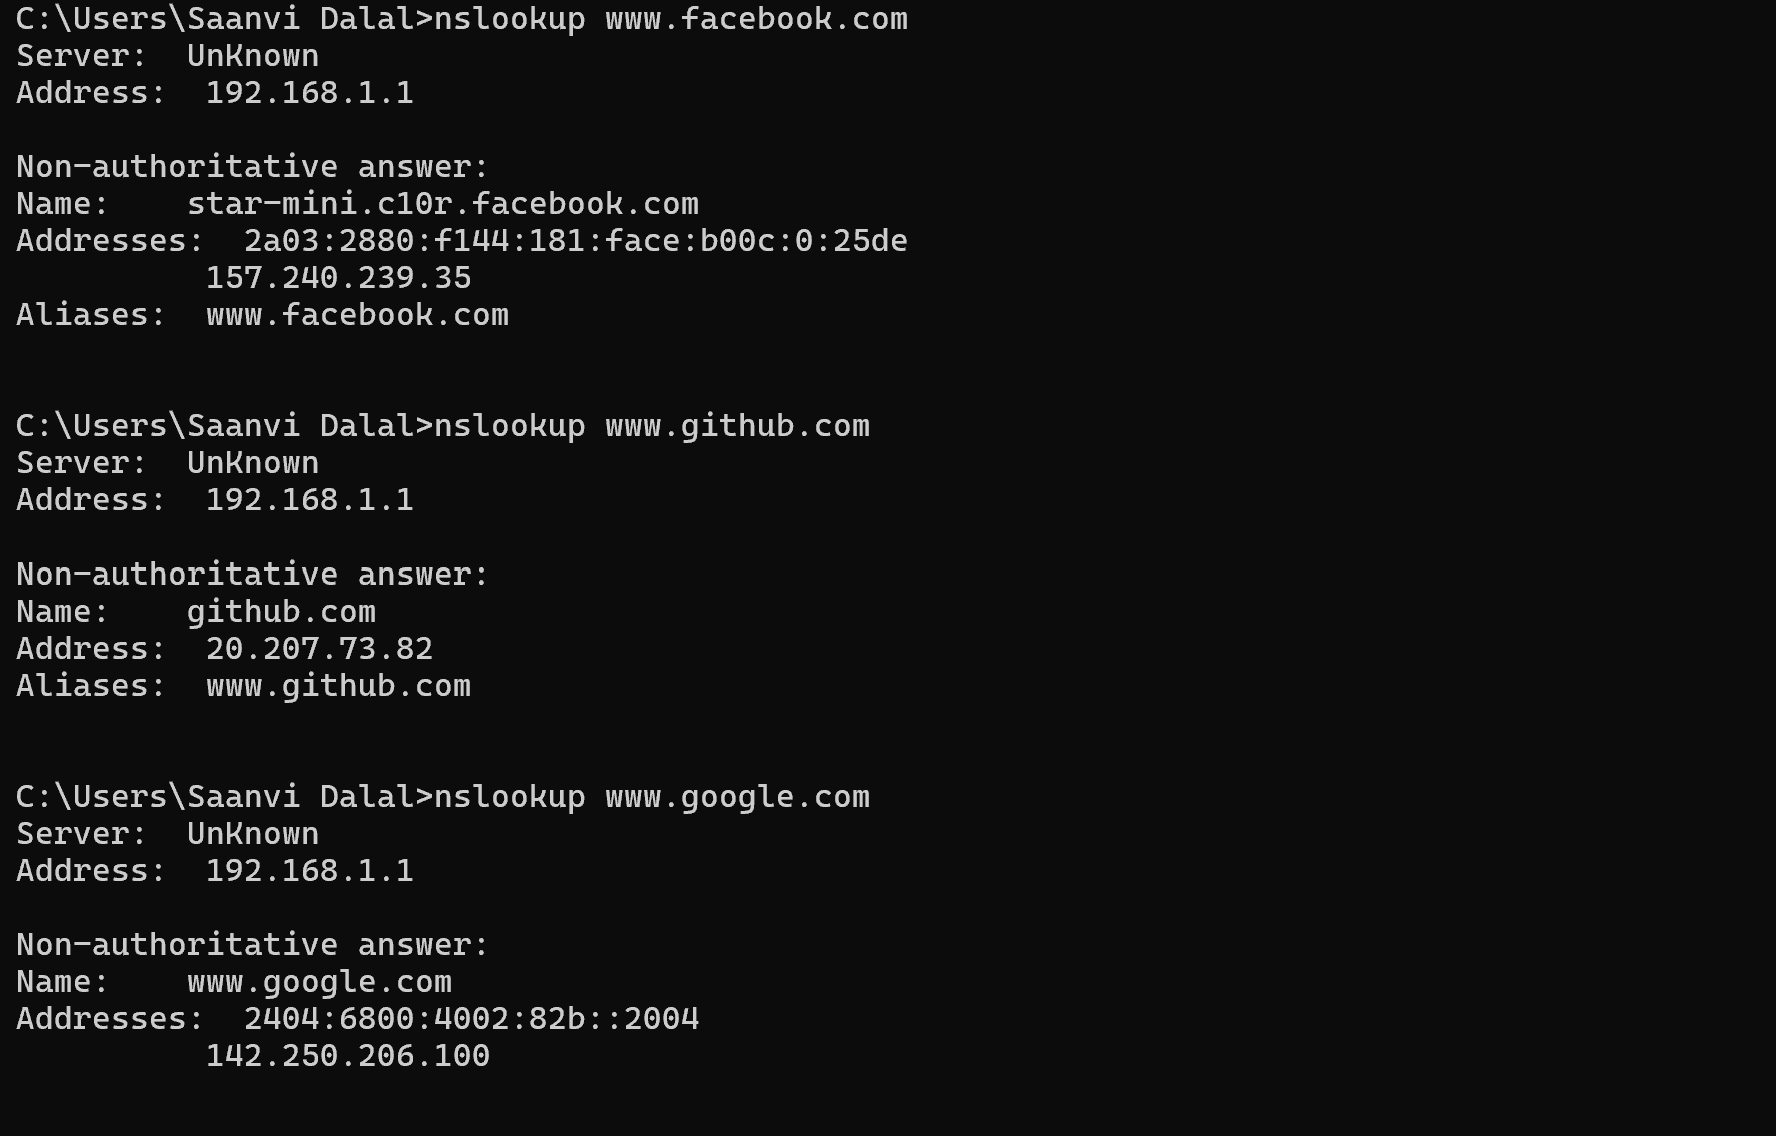 C:\Users\Saanvi Dalal>nslookup www.facebook.com
Server:  UnKnown
Address:  192.168.1.1
Non-authoritative answer:
Name:    star-mini.c10r.facebook.com
Addresses:  2a03:2880:f144:181:face:b00c:0:25de
          157.240.239.35
Aliases:  www.facebook.com
C:\Users\Saanvi Dalal>nslookup www.github.com
Server:  UnKnown
Address:  192.168.1.1
Non-authoritative answer:
Name:    github.com
Address:  20.207.73.82
Aliases:  www.github.com
C:\Users\Saanvi Dalal>nslookup www.google.com
Server:  UnKnown
Address:  192.168.1.1
Non-authoritative answer:
Name:    www.google.com
Addresses:  2404:6800:4002:82b::2004
          142.250.206.100